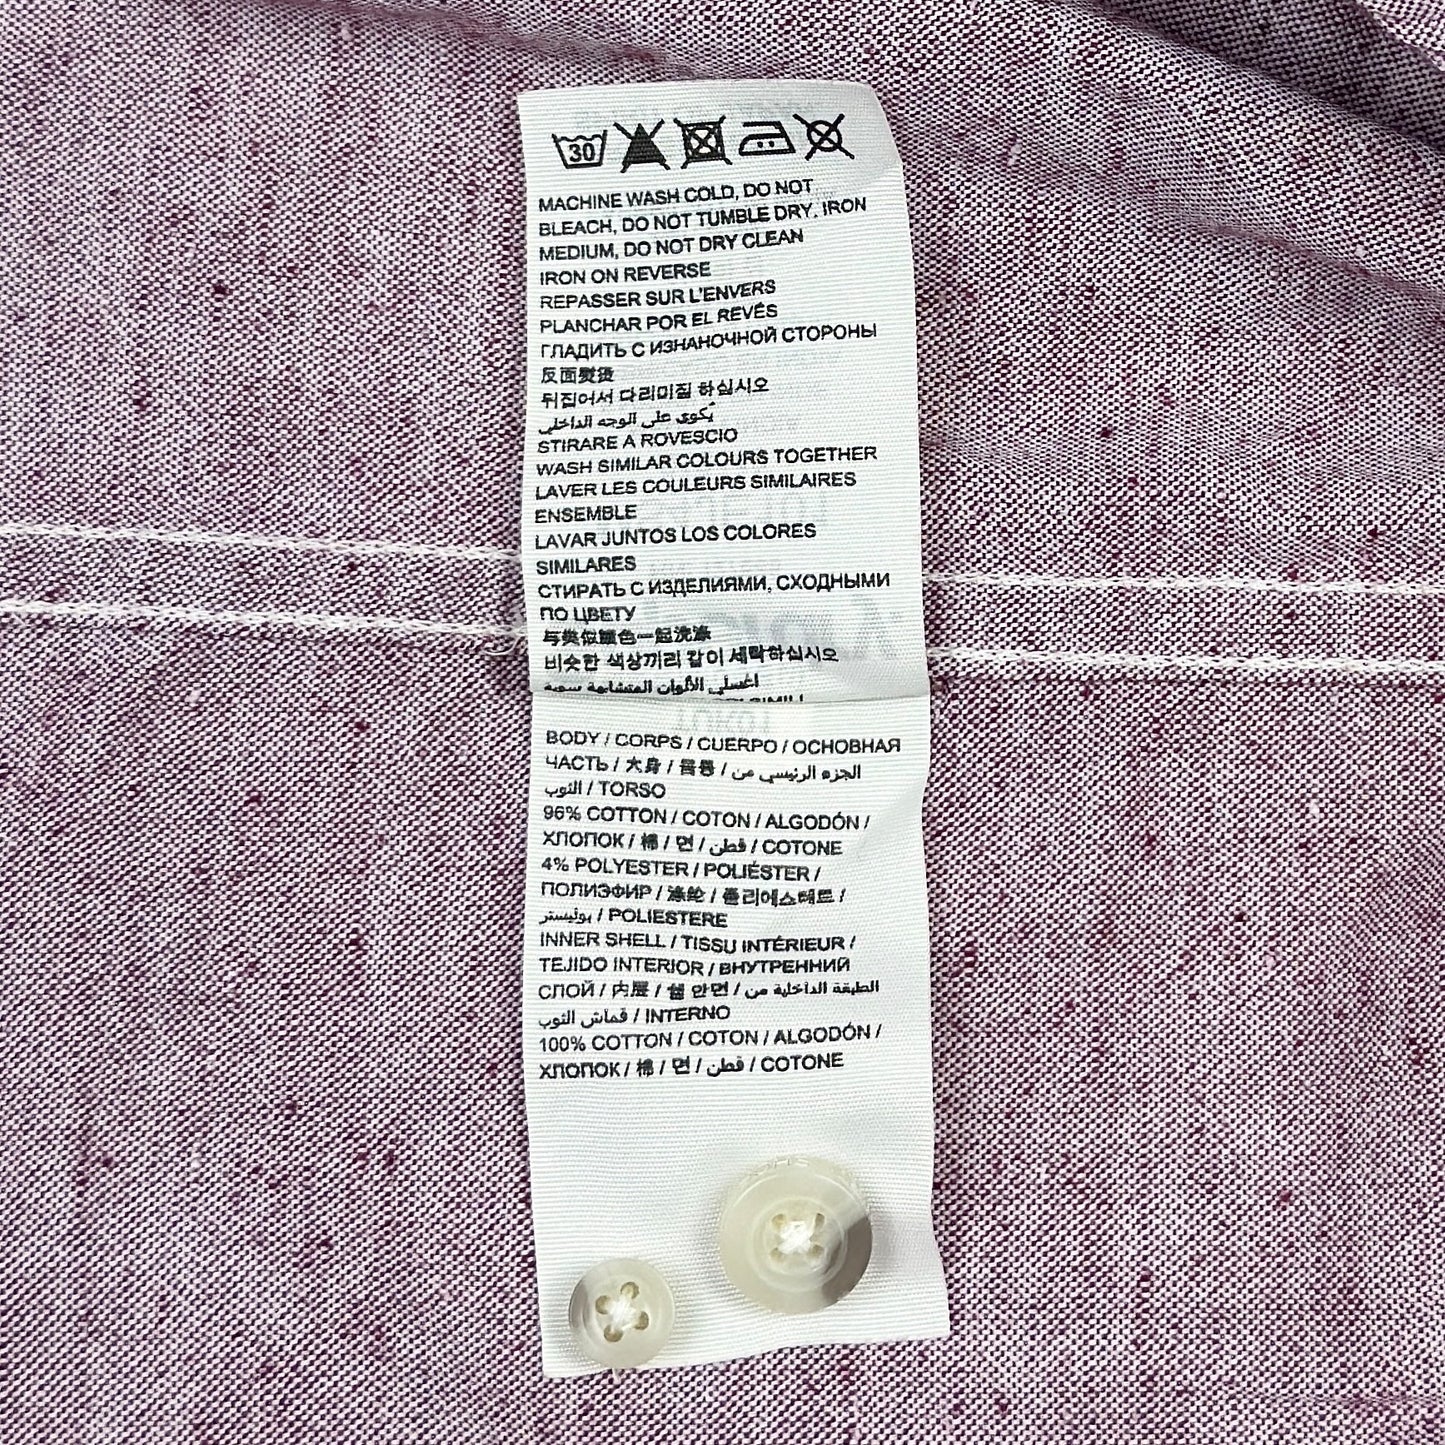 30
MACHINE WASH COLD, DO NOT
BLEACH, DO NOT TUMBLE DRY, IRON
MEDIUM, DO NOT DRY CLEAN
IRON ON REVERSE
REPASSER SUR L'ENVERS
PLANCHAR POR EL REVÉS
ГЛАДИТЬ С ИЗНАНОЧНОЙ СТОРОНЫ
反面熨烫
뒤집어서 다리미질 하십시오
يُكوى على الوجه الداخلي
STIRARE A ROVESCIO
WASH SIMILAR COLOURS TOGETHER
LAVER LES COULEURS SIMILAIRES
ENSEMBLE
LAVAR JUNTOS LOS COLORES
SIMILARES
СТИРАТЬ С ИЗДЕЛИЯМИ, СХОДНЫМИ
ПО ЦВЕТУ
与类似颜色一起洗涤
비슷한 색상끼리 같이 세탁하십시오
اغسلي الألوان المتشابهة سوية
BODY / CORPS / CUERPO / ОСНОВНАЯ
ЧАСТЬ / 大身 / 몸통 / الجزء الرئيسي من
الثوب / TORSO
96% COTTON / COTON / ALGODÓN /
ХЛОПОК / 棉 / 면 / قطن / COTONE
4% POLYESTER / POLIÉSTER /
ПОЛИЭФИР / 涤纶 / 폴리에스테르 /
بوليستر / POLIESTERE
INNER SHELL / TISSU INTÉRIEUR /
TEJIDO INTERIOR / ВНУТРЕННИЙ
СЛОЙ / 内层 / 쉘 안면 / الطبقة الداخلية من
قماش الثوب / INTERNO
100% COTTON / COTON / ALGODÓN /
ХЛОПОК / 棉 / 면 / قطن / COTONE